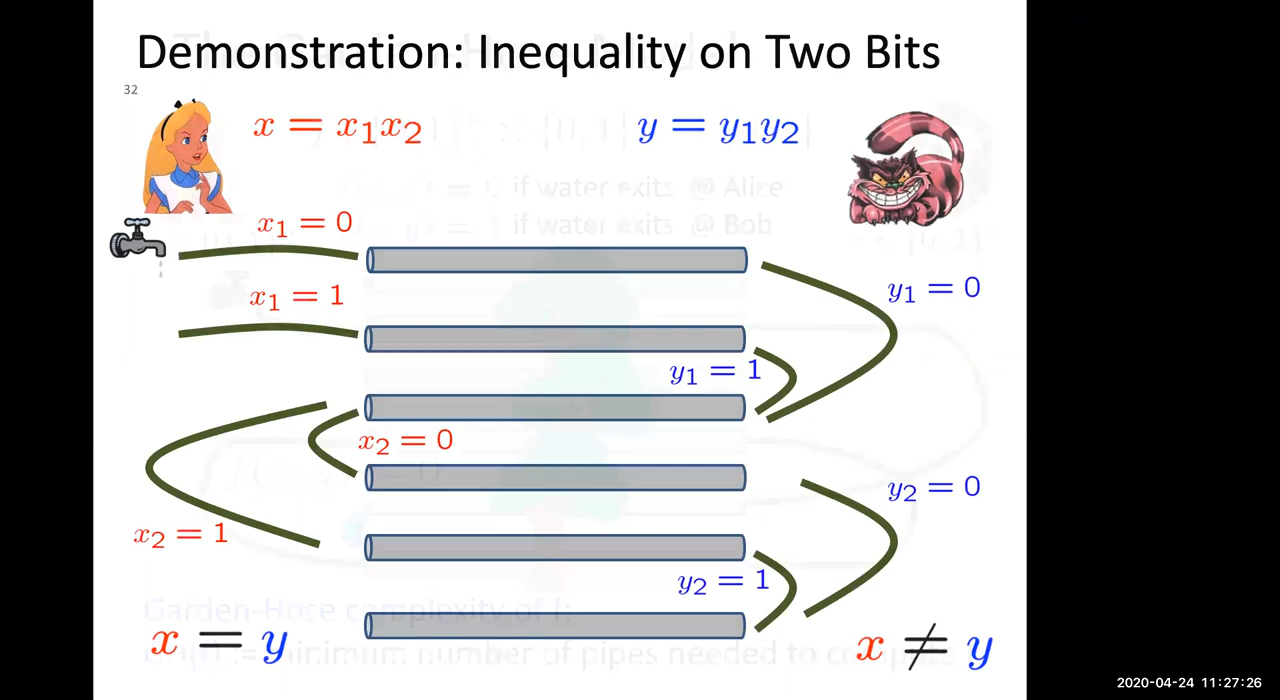 Demonstration: Inequality on Two Bits
32
x = x₁x₂
y = y₁y₂
if water exits @ Alice
if water exits @ Bob
x₁ = 0
x₁ = 1
y₁ = 0
y₁ = 1
x₂ = 0
y₂ = 0
x₂ = 1
y₂ = 1
Garden-Hose complexity of f:
minimum number of pipes needed to compute
x = y
x ≠ y
2020-04-24 11:27:26